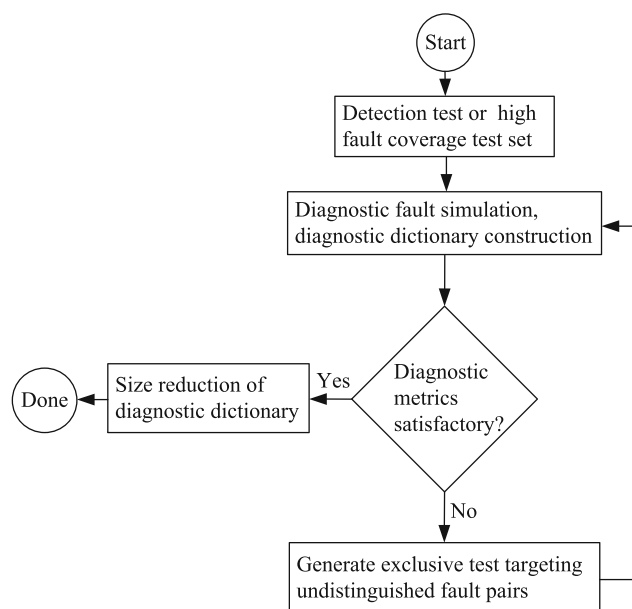 Start
Detection test or high
fault coverage test set
Diagnostic fault simulation,
diagnostic dictionary construction
Diagnostic
metrics
satisfactory?
Yes
Size reduction of
diagnostic dictionary
Done
No
Generate exclusive test targeting
undistinguished fault pairs